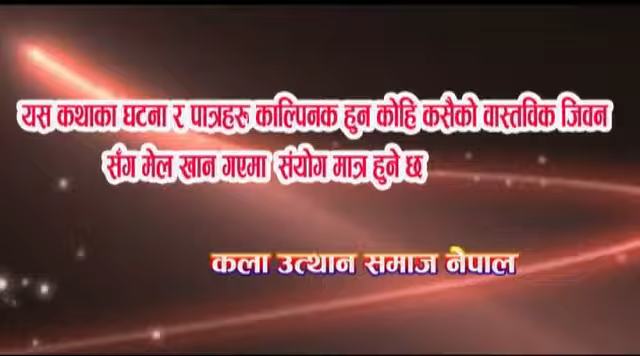 यस कथाका घटना र पात्रहरू काल्पिनक हुन कोहि कसैको वास्तविक जिवन
सँग मेल खान गएमा संयोग मात्र हुने छ
कला उत्थान समाज नेपाल